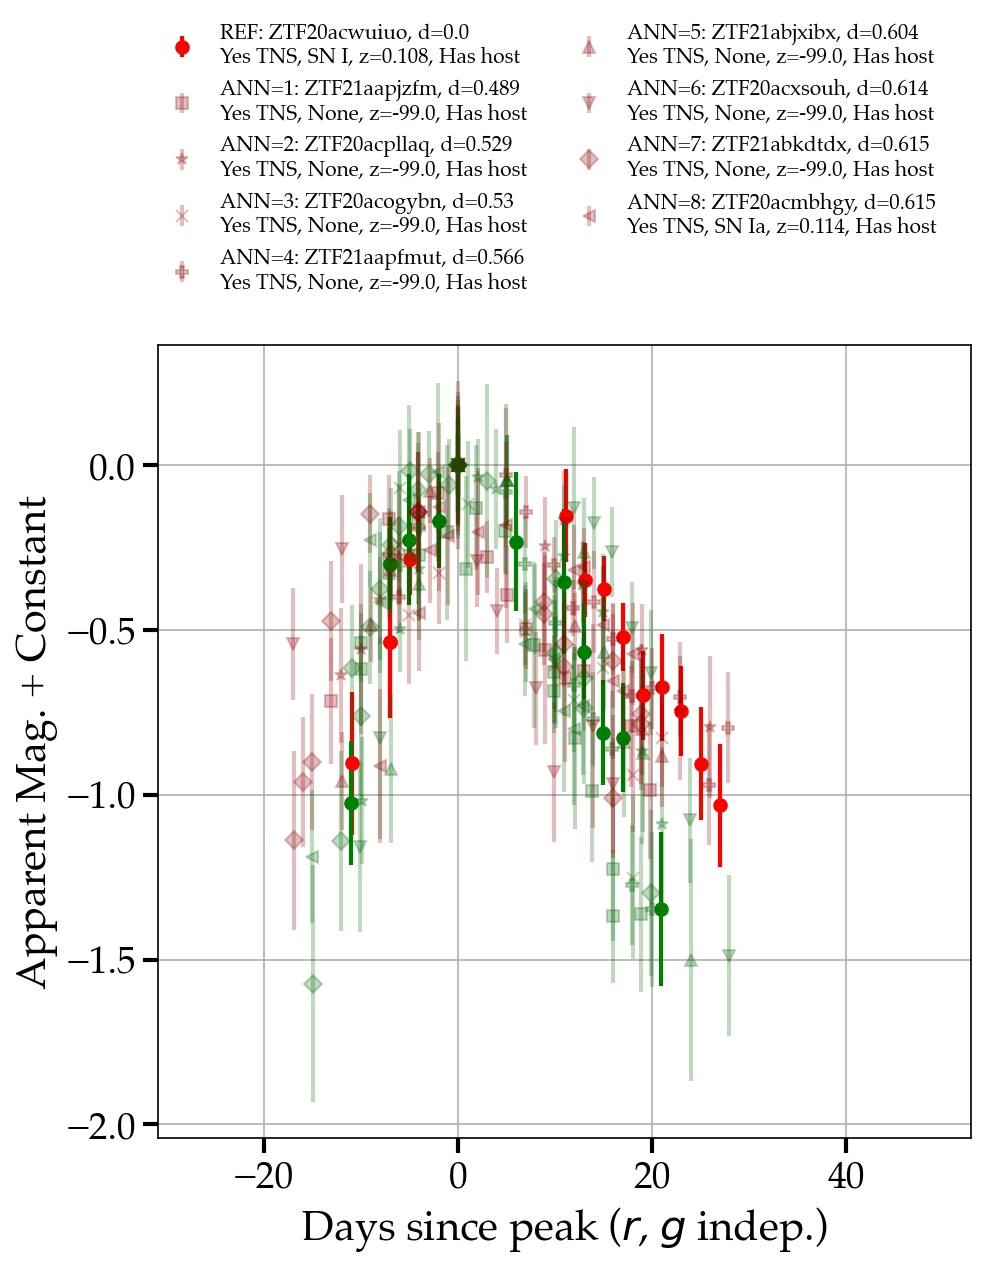 REF: ZTF20acwuiuo, d=0.0
Yes TNS, SN I, z=0.108, Has host
ANN=1: ZTF21aapjzfm, d=0.489
Yes TNS, None, z=-99.0, Has host
ANN=2: ZTF20acpllaq, d=0.529
Yes TNS, None, z=-99.0, Has host
ANN=3: ZTF20acogybn, d=0.53
Yes TNS, None, z=-99.0, Has host
ANN=4: ZTF21aapfmut, d=0.566
Yes TNS, None, z=-99.0, Has host
ANN=5: ZTF21abjxibx, d=0.604
Yes TNS, None, z=-99.0, Has host
ANN=6: ZTF20acxsouh, d=0.614
Yes TNS, None, z=-99.0, Has host
ANN=7: ZTF21abkdtdx, d=0.615
Yes TNS, None, z=-99.0, Has host
ANN=8: ZTF20acmbhgy, d=0.615
Yes TNS, SN Ia, z=0.114, Has host
Apparent Mag. + Constant
0.0
−0.5
−1.0
−1.5
−2.0
−20
0
20
40
Days since peak (r, g indep.)